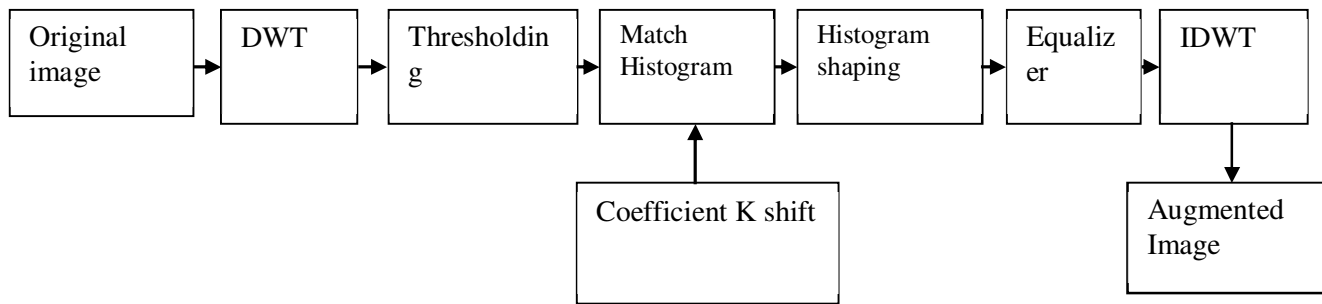 Original
image
DWT
Thresholdin
g
Match
Histogram
Histogram
shaping
Equaliz
er
IDWT
Coefficient K shift
Augmented
Image